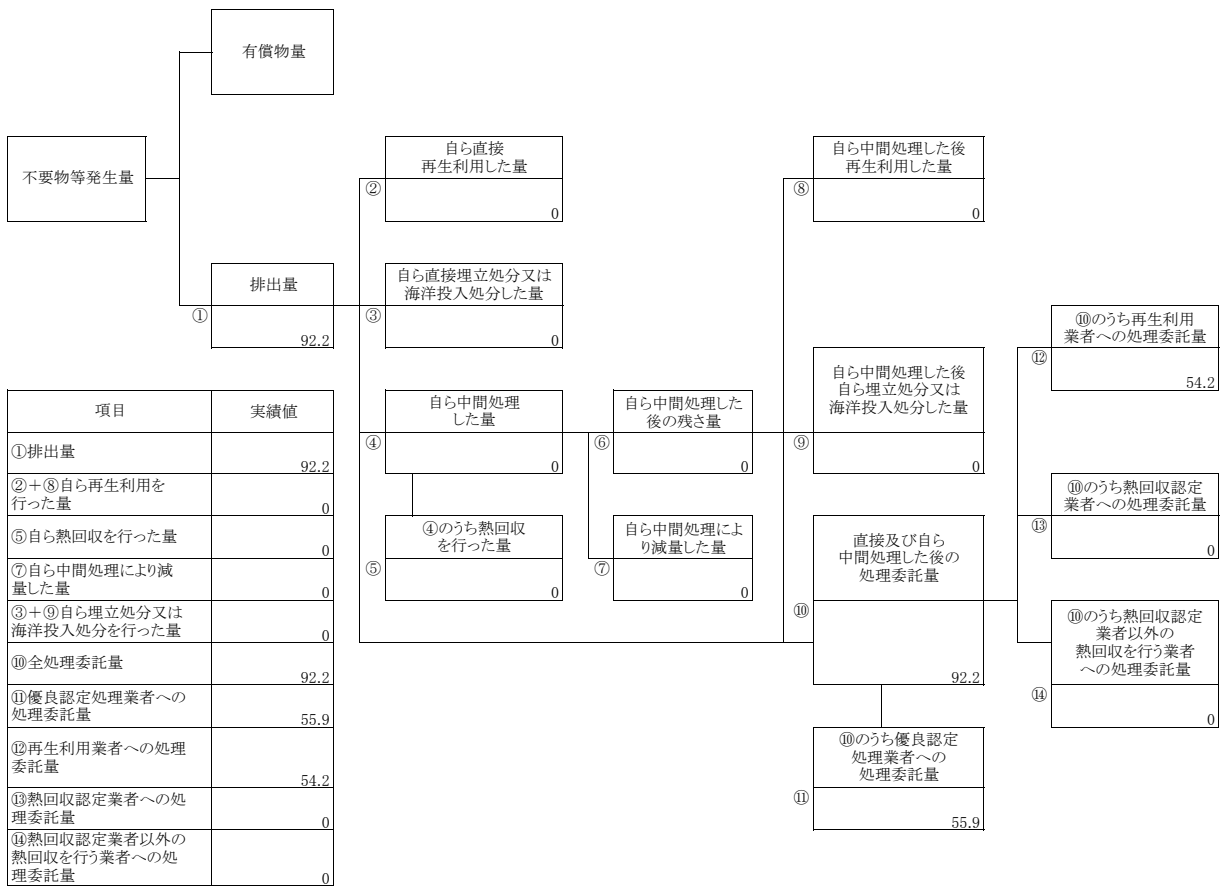 有償物量
不要物等発生量
排出量
①
92.2
自ら直接
再生利用した量
②
0
自ら直接埋立処分又は
海洋投入処分した量
③
0
自ら中間処理
した量
④
0
④のうち熱回収
を行った量
⑤
0
自ら中間処理した
後の残さ量
⑥
0
自ら中間処理によ
り減量した量
⑦
0
自ら中間処理した後
再生利用した量
⑧
0
自ら中間処理した後
自ら埋立処分又は
海洋投入処分した量
⑨
0
直接及び自ら
中間処理した後の
処理委託量
⑩
92.2
⑩のうち優良認定
処理業者への
処理委託量
⑪
55.9
⑩のうち再生利用
業者への処理委託量
⑫
54.2
⑩のうち熱回収認定
業者への処理委託量
⑬
0
⑩のうち熱回収認定
業者以外の
熱回収を行う業者
への処理委託量
⑭
0
項目 実績値
①排出量
92.2
②+⑧自ら再生利用を
行った量
0
⑤自ら熱回収を行った量
0
⑦自ら中間処理により減
量した量
0
③+⑨自ら埋立処分又は
海洋投入処分を行った量
0
⑩全処理委託量
92.2
⑪優良認定処理業者への
処理委託量
55.9
⑫再生利用業者への処理
委託量
54.2
⑬熱回収認定業者への処
理委託量
0
⑭熱回収認定業者以外の
熱回収を行う業者への処
理委託量
0